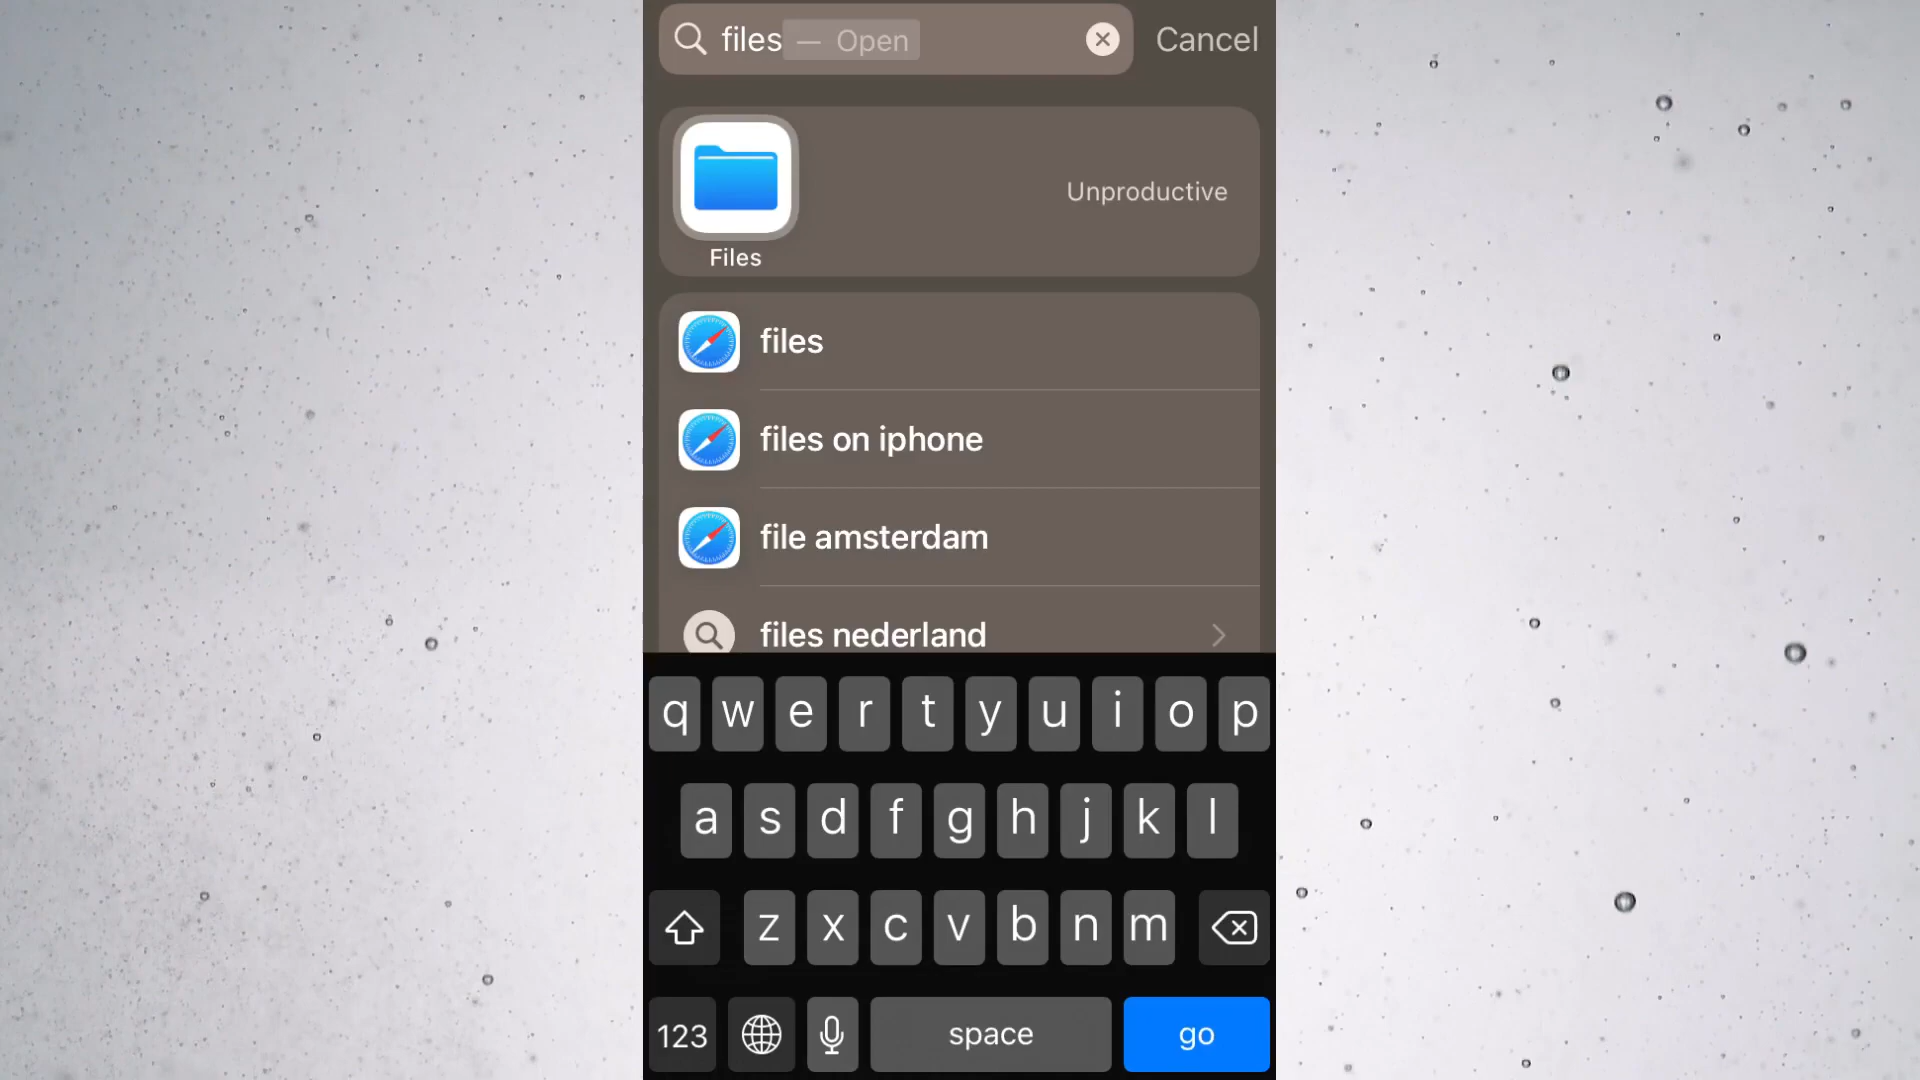 files — Open
Cancel
Unproductive
Files
files
files on iphone
file amsterdam
files nederland
q w e r t y u i o p
a s d f g h j k l
z x c v b n m
123 space go